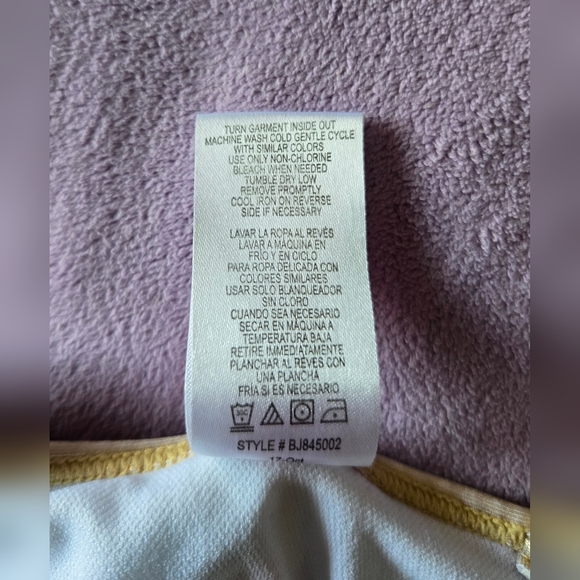 TURN GARMENT INSIDE OUT
MACHINE WASH COLD GENTLE CYCLE
WITH SIMILAR COLORS
USE ONLY NON-CHLORINE
BLEACH WHEN NEEDED
TUMBLE DRY LOW
REMOVE PROMPTLY
COOL IRON ON REVERSE
SIDE IF NECESSARY
LAVAR LA ROPA AL REVÉS
LAVAR A MÁQUINA EN
FRÍO Y EN CICLO
PARA ROPA DELICADA CON
COLORES SIMILARES
USAR SOLO BLANQUEADOR
SIN CLORO
CUANDO SEA NECESARIO
SECAR EN MÁQUINA A
TEMPERATURA BAJA
RETIRE IMMEDIATAMENTE
PLANCHAR AL REVES CON
UNA PLANCHA
FRIA SI ES NECESARIO
STYLE # BJ845002